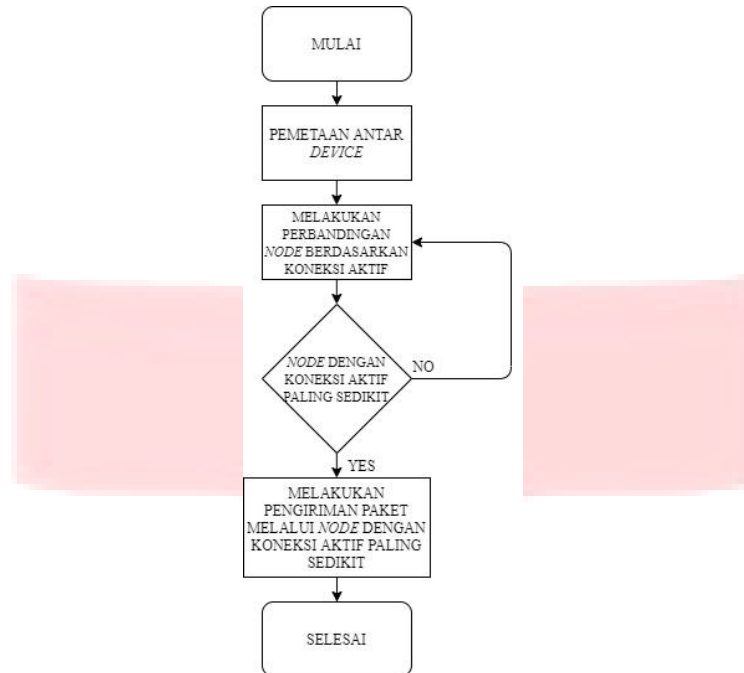 MULAI
PEMETAAN ANTAR
DEVICE
MELAKUKAN
PERBANDINGAN
NODE BERDASARKAN
KONEKSI AKTIF
NODE DENGAN
KONEKSI AKTIF
PALING SEDIKIT
NO
YES
MELAKUKAN
PENGIRIMAN PAKET
MELALUI NODE DENGAN
KONEKSI AKTIF PALING
SEDIKIT
SELESAI